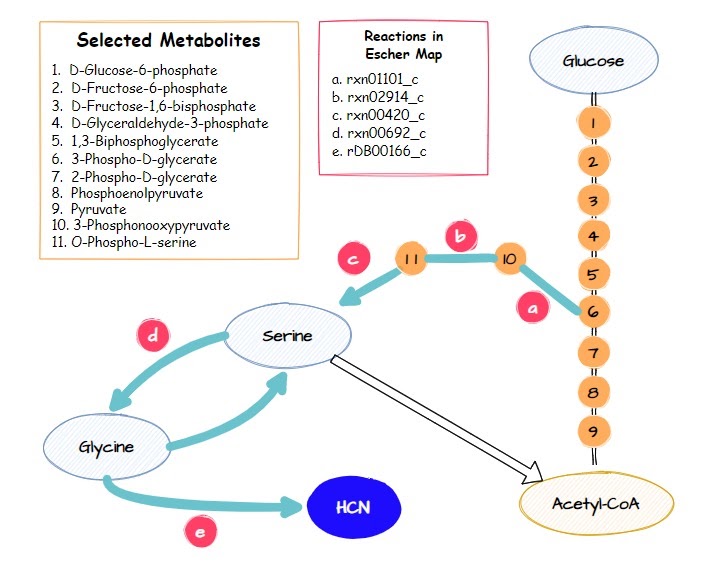 Selected Metabolites
1. D-Glucose-6-phosphate
2. D-Fructose-6-phosphate
3. D-Fructose-1,6-bisphosphate
4. D-Glyceraldehyde-3-phosphate
5. 1,3-Biphosphoglycerate
6. 3-Phospho-D-glycerate
7. 2-Phospho-D-glycerate
8. Phosphoenolpyruvate
9. Pyruvate
10. 3-Phosphonooxypyruvate
11. O-Phospho-L-serine
Reactions in
Escher Map
a. rxn01101_c
b. rxn02914_c
c. rxn00420_c
d. rxn00692_c
e. rDB00166_c
Glucose
1
2
3
4
5
6
7
8
9
Acetyl-CoA
a
10
b
11
c
Serine
d
Glycine
e
HCN